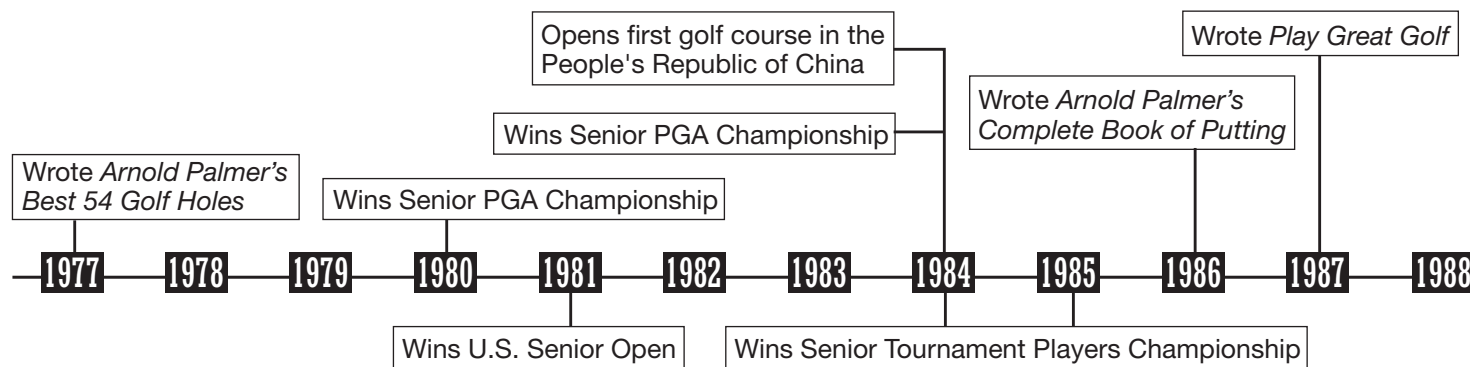 Opens first golf course in the
People's Republic of China
Wrote Play Great Golf
Wrote Arnold Palmer's
Complete Book of Putting
Wins Senior PGA Championship
Wrote Arnold Palmer's
Best 54 Golf Holes
Wins Senior PGA Championship
1977 1978 1979 1980 1981 1982 1983 1984 1985 1986 1987 1988
Wins U.S. Senior Open
Wins Senior Tournament Players Championship